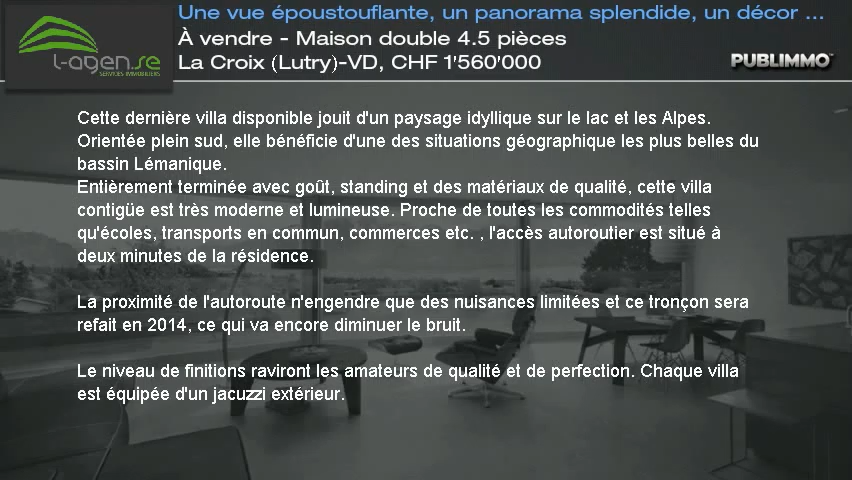 Une vue époustouflante, un panorama splendide, un décor ...
À vendre - Maison double 4.5 pièces
La Croix (Lutry)-VD, CHF 1'560'000
L-agen.se
SERVICES IMMOBILIERS
PUBLIMMO
Cette dernière villa disponible jouit d'un paysage idyllique sur le lac et les Alpes.
Orientée plein sud, elle bénéficie d'une des situations géographique les plus belles du
bassin Lémanique.
Entièrement terminée avec goût, standing et des matériaux de qualité, cette villa
contigüe est très moderne et lumineuse. Proche de toutes les commodités telles
qu'écoles, transports en commun, commerces etc. , l'accès autoroutier est situé à
deux minutes de la résidence.
La proximité de l'autoroute n'engendre que des nuisances limitées et ce tronçon sera
refait en 2014, ce qui va encore diminuer le bruit.
Le niveau de finitions raviront les amateurs de qualité et de perfection. Chaque villa
est équipée d'un jacuzzi extérieur.